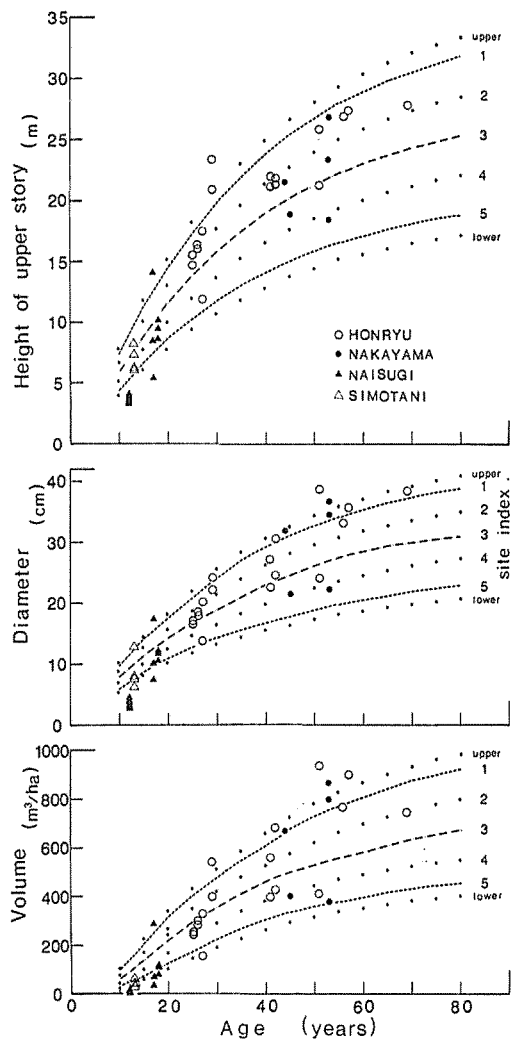 35
30
25
20
15
10
5
0
Height of upper story (m)
upper
1
2
3
4
5
lower
○ HONRYU
● NAKAYAMA
▲ NAISUGI
△ SIMOTANI
40
30
20
10
0
Diameter (cm)
upper
1
2
3
4
5
lower
site index.
1000
800
600
400
200
0
Volume (m³/ha)
upper
1
2
3
4
5
lower
0 20 40 60 80
Age (years)